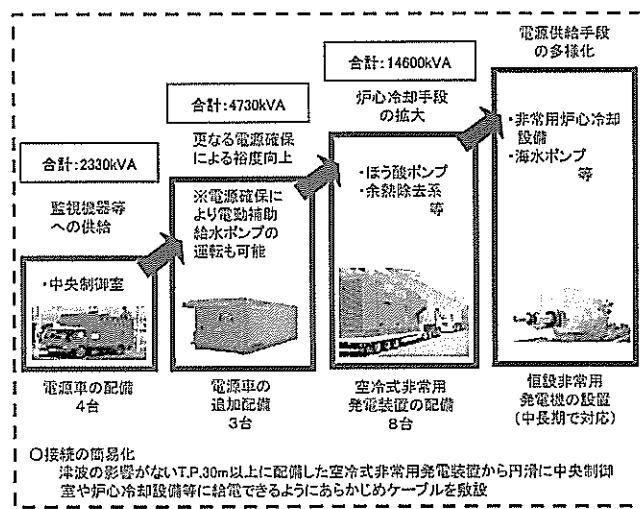 電源供給手段
の多様化
合計:14600kVA
合計:4730kVA
炉心冷却手段
の拡大
更なる電源確保
による裕度向上
合計:2330kVA
監視機器等
への供給
・中央制御室
※電源確保に
より電動補助
給水ポンプの
運転も可能
・ほう酸ポンプ
・余熱除去系
等
・非常用炉心冷却
設備
・海水ポンプ
等
電源車の配備
4台
電源車の
追加配備
3台
空冷式非常用
発電装置の配備
8台
恒設非常用
発電機の設置
(中長期で対応)
○接続の簡易化
津波の影響がないT.P.30m以上に配備した空冷式非常用発電装置から円滑に中央制御
室や炉心冷却設備等に給電できるようにあらかじめケーブルを敷設